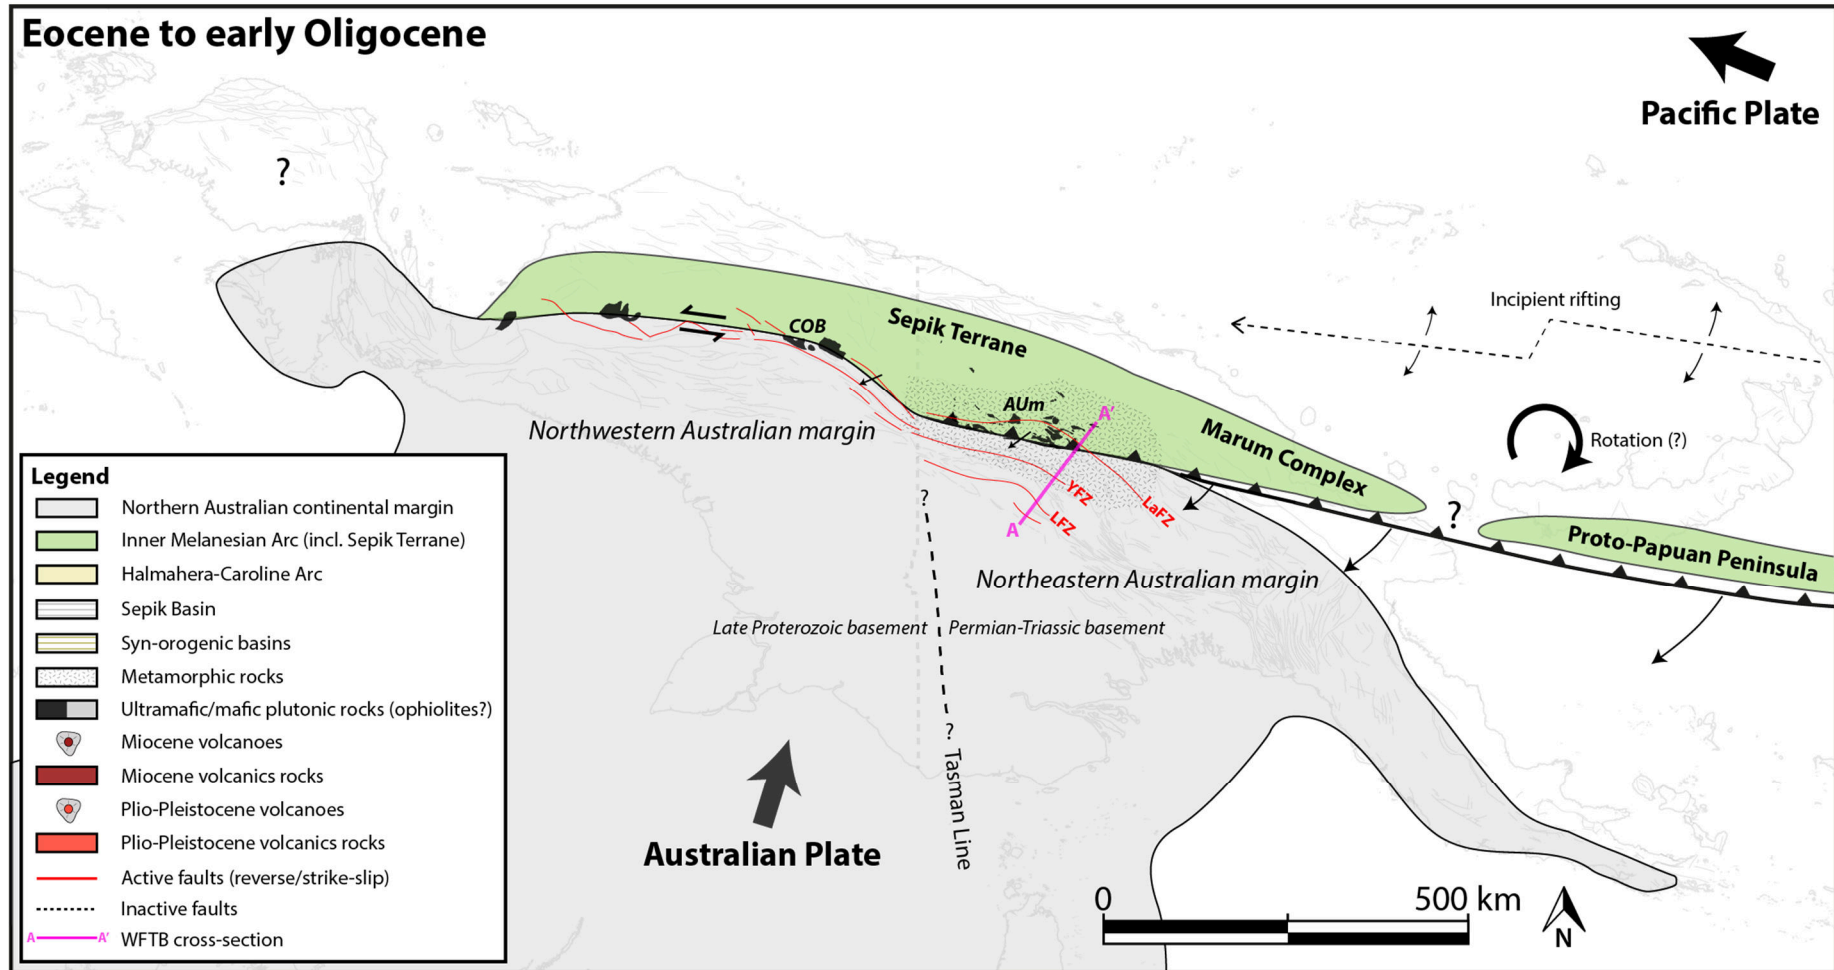 Eocene to early Oligocene
Pacific Plate
?
Incipient rifting
COB
Sepik Terrane
AUm
A'
Northwestern Australian margin
Marum Complex
Rotation (?)
?
YFZ
LaFZ
LFZ
A
?
Proto-Papuan Peninsula
Northeastern Australian margin
Late Proterozoic basement
Permian-Triassic basement
?
Tasman Line
Australian Plate
0
500 km
N
Legend
Northern Australian continental margin
Inner Melanesian Arc (incl. Sepik Terrane)
Halmahera-Caroline Arc
Sepik Basin
Syn-orogenic basins
Metamorphic rocks
Ultramafic/mafic plutonic rocks (ophiolites?)
Miocene volcanoes
Miocene volcanics rocks
Plio-Pleistocene volcanoes
Plio-Pleistocene volcanics rocks
Active faults (reverse/strike-slip)
Inactive faults
A A' WFTB cross-section